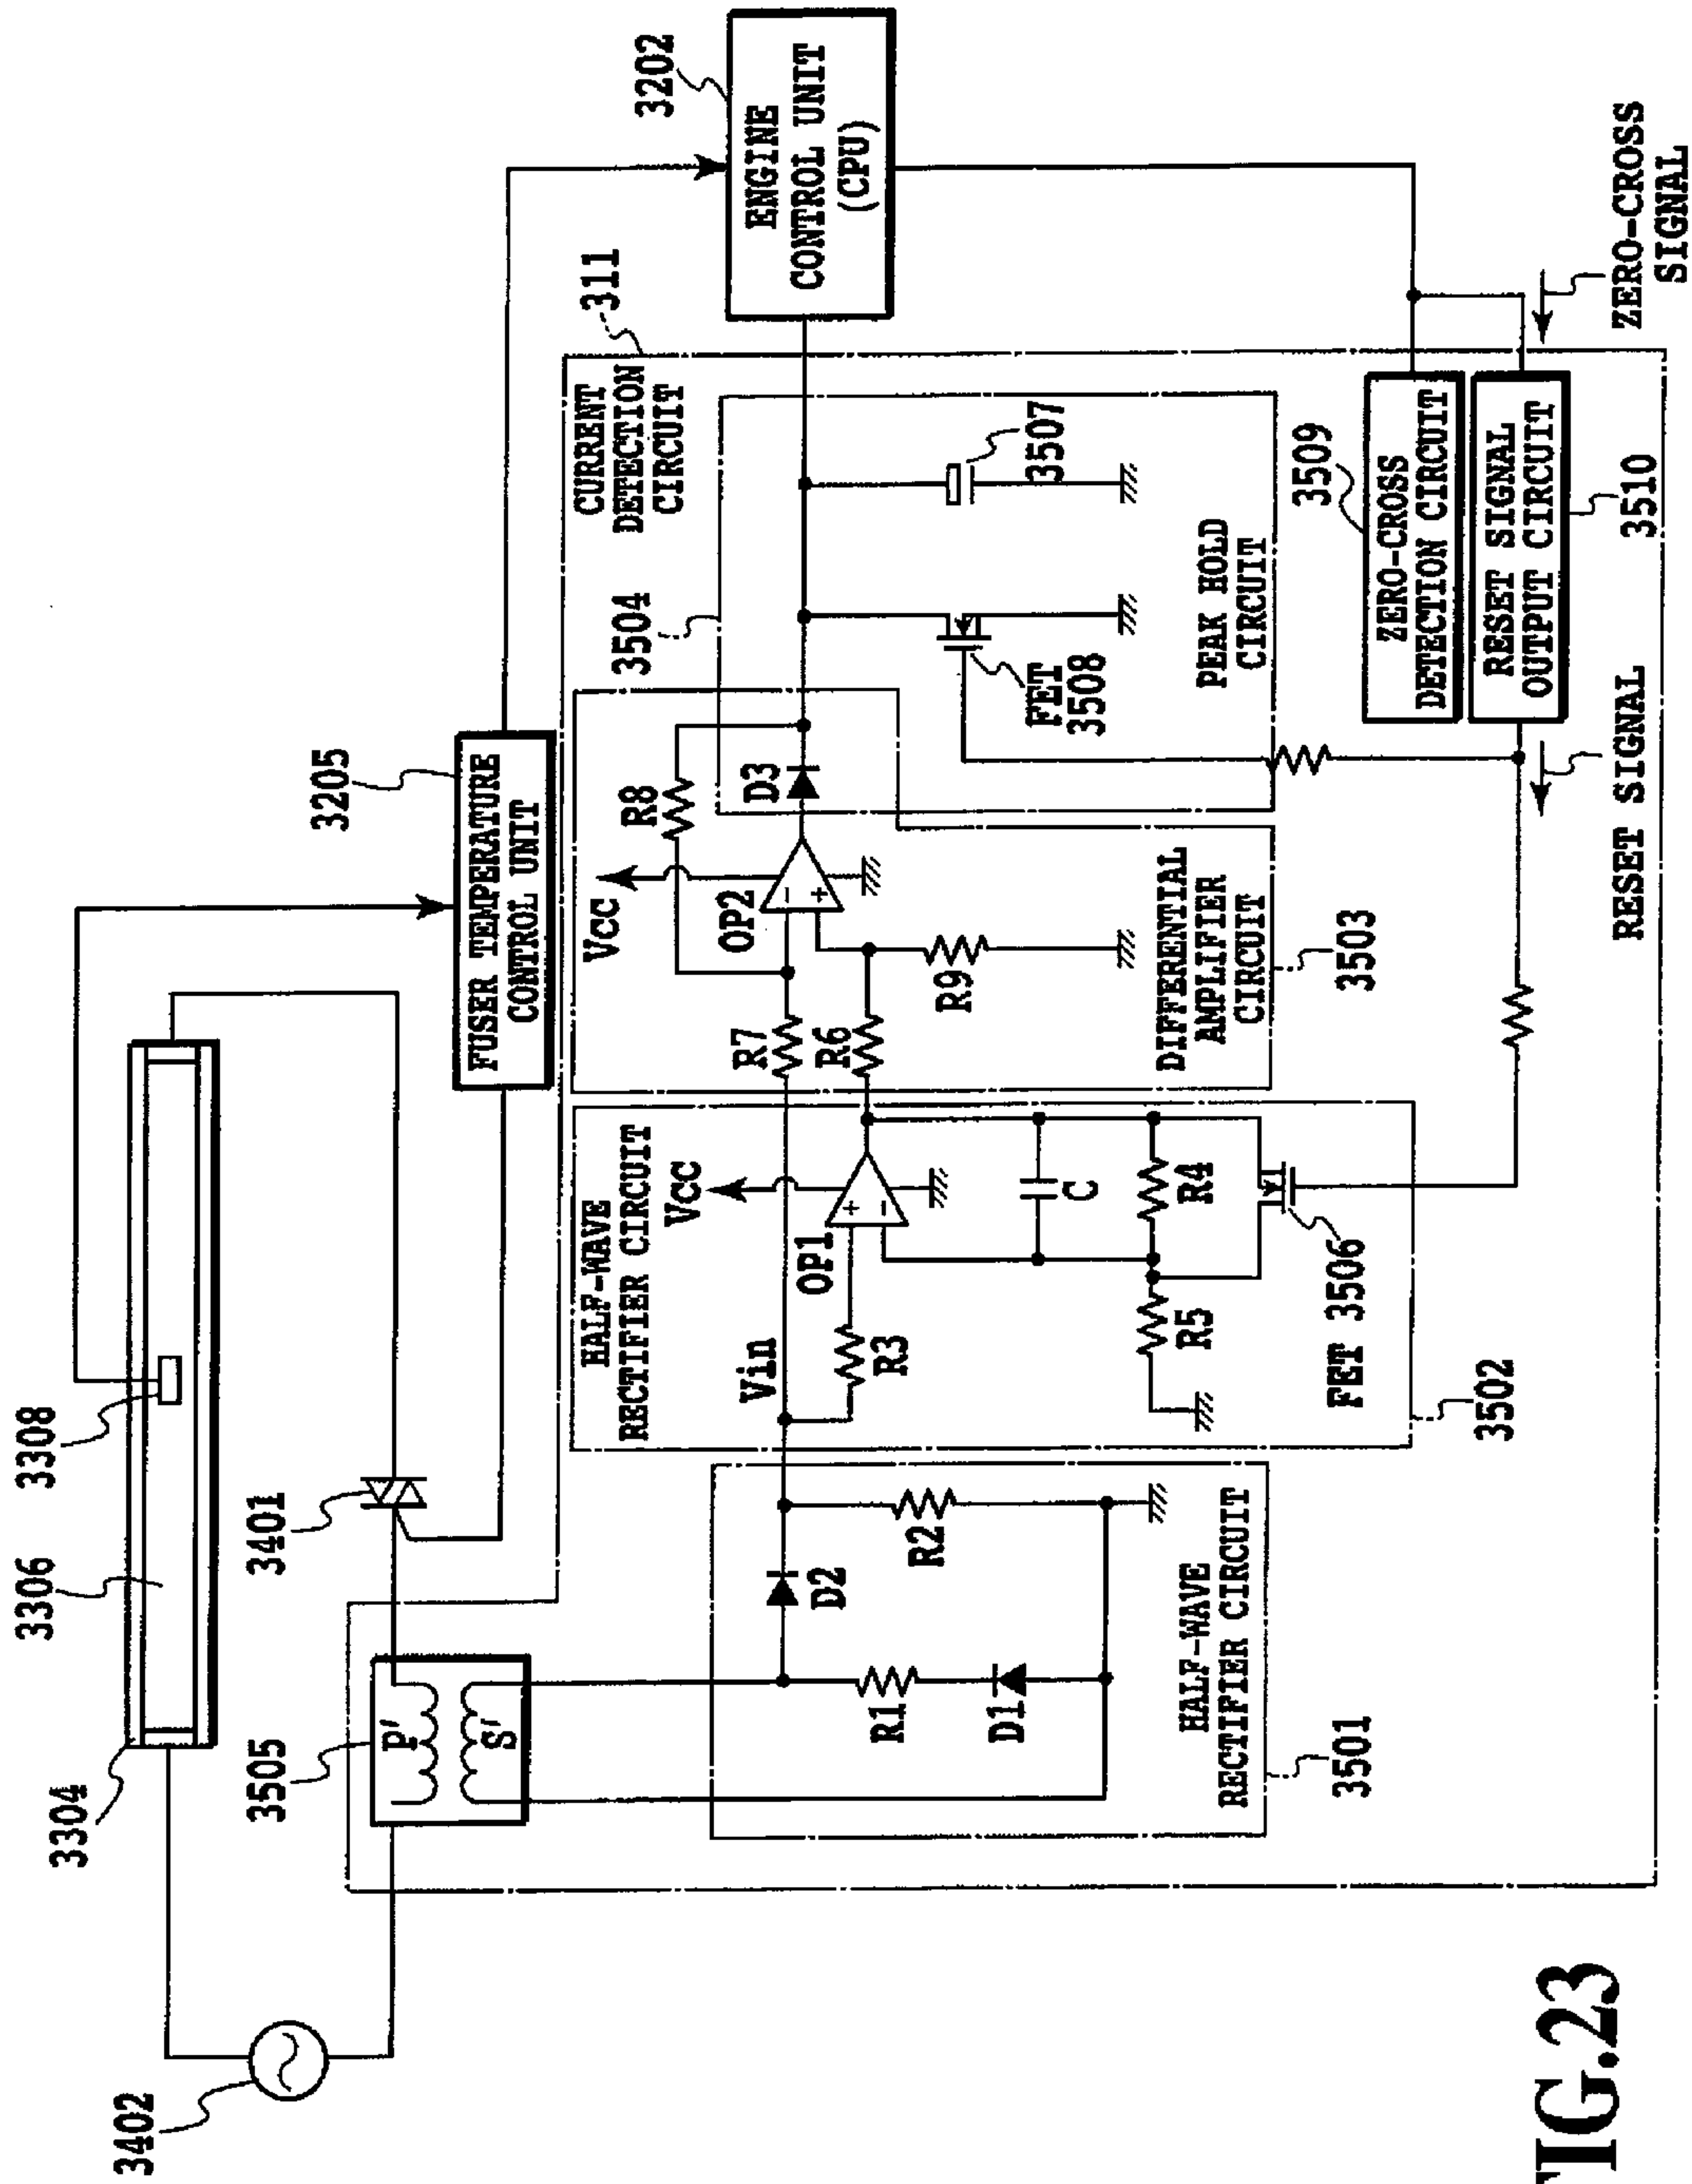 3304
3306
3308
3402
3505
P'
S'
3401
3205
FUSER TEMPERATURE
CONTROL UNIT
3202
ENGINE
CONTROL UNIT
(CPU)
311
CURRENT
DETECTION
CIRCUIT
HALF-WAVE
RECTIFIER CIRCUIT
3501
R1
D1
D2
R2
HALF-WAVE
RECTIFIER CIRCUIT
Vcc
Vin
OP1
+
-
R3
C
R4
R5
FET 3506
3502
Vcc
R8
R7
R6
OP2
-
+
R9
DIFFERENTIAL
AMPLIFIER
CIRCUIT
3503
3504
D3
FET
3508
3507
PEAK HOLD
CIRCUIT
3509
ZERO-CROSS
DETECTION CIRCUIT
RESET SIGNAL
OUTPUT CIRCUIT
3510
RESET SIGNAL
ZERO-CROSS
SIGNAL
FIG.23